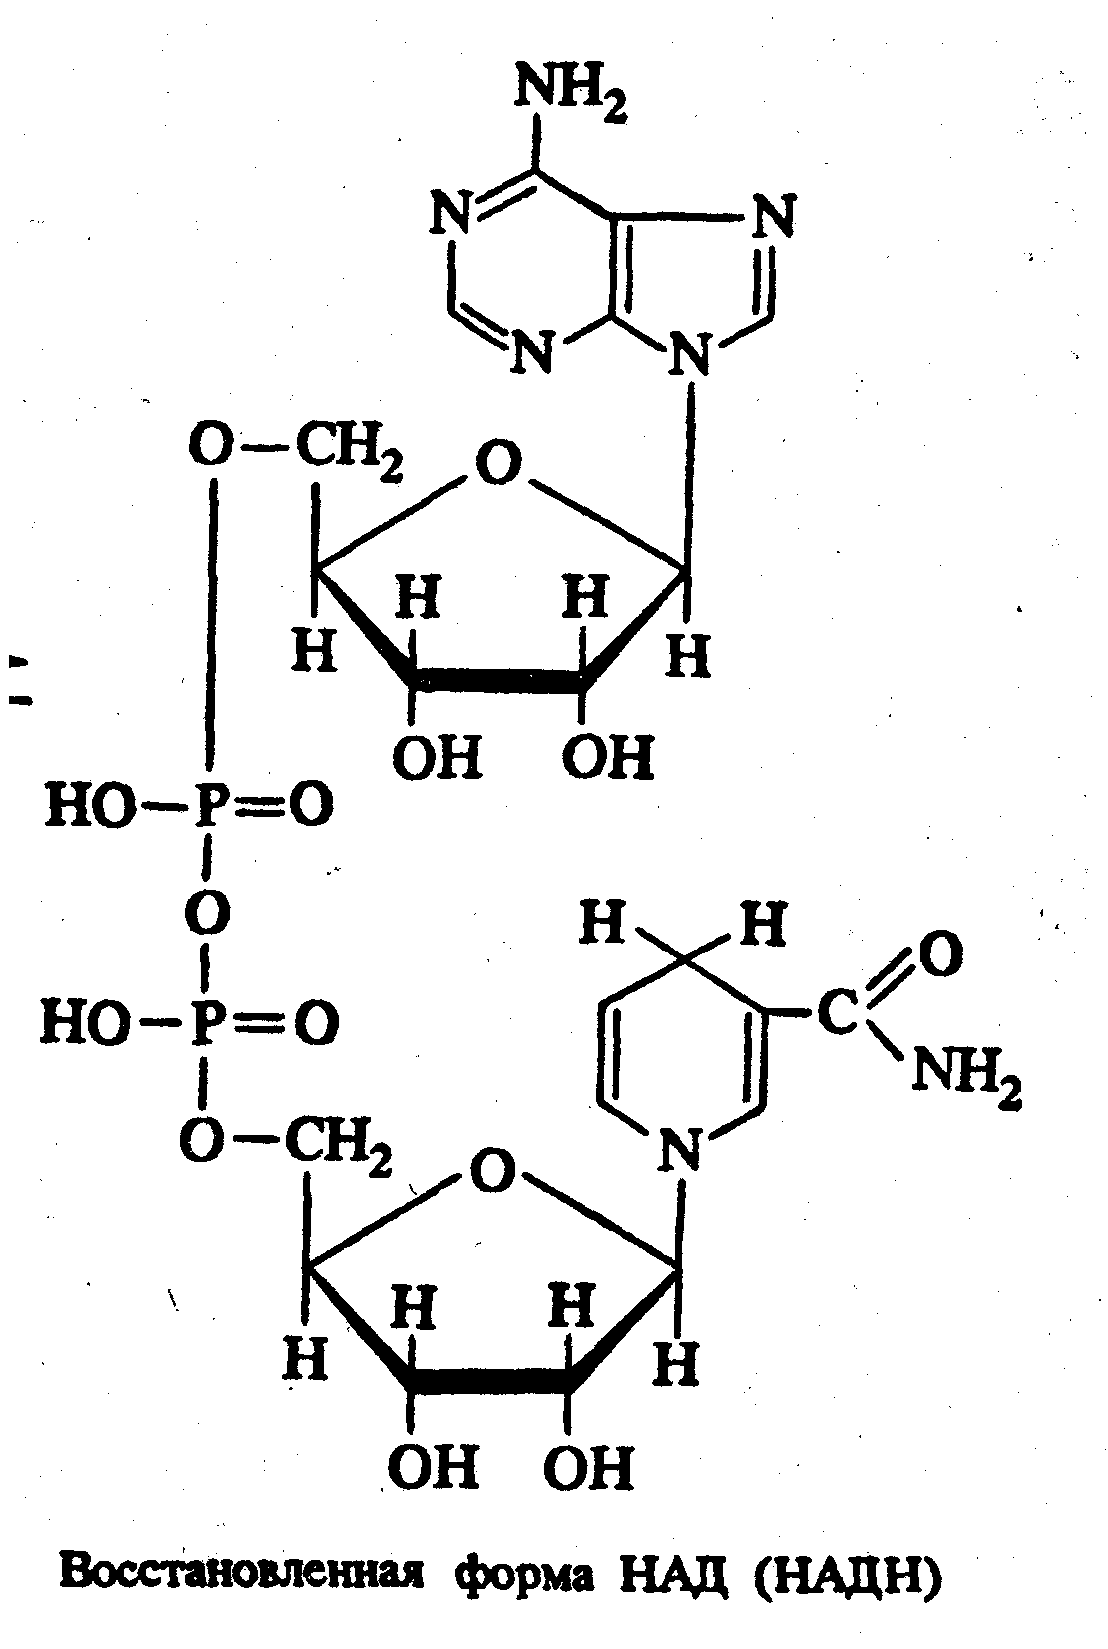 NH2
N N
N N
O–CH2 O
H H
H H
OH OH
HO–P=O
O
H H O
HO–P=O C
NH2
O–CH2 O N
H H
H H
OH OH
Восстановленная форма НАД (НАДН)